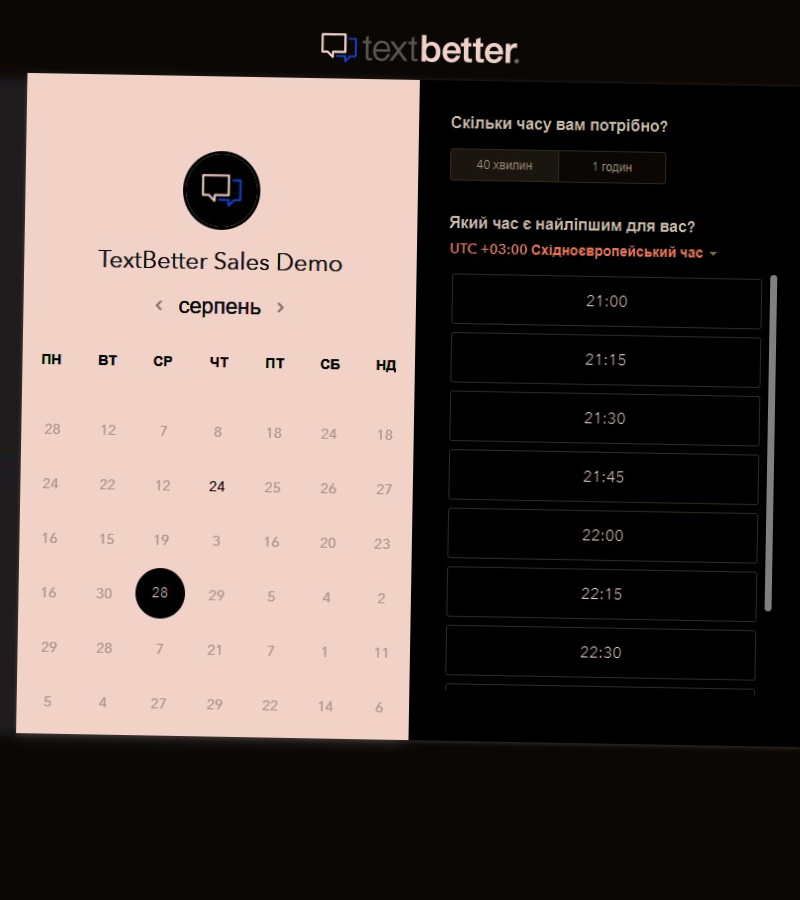 textbetter.
TextBetter Sales Demo
серпень
ПН ВТ СР ЧТ ПТ СБ НД
28 12 7 8 18 24 18
24 22 12 24 25 26 27
16 15 19 3 16 20 23
16 30 28 29 5 4 2
29 28 7 21 7 1 11
5 4 27 29 22 14 6
Скільки часу вам потрібно?
40 хвилин 1 годин
Який час є найліпшим для вас?
UTC +03:00 Східноєвропейський час
21:00
21:15
21:30
21:45
22:00
22:15
22:30